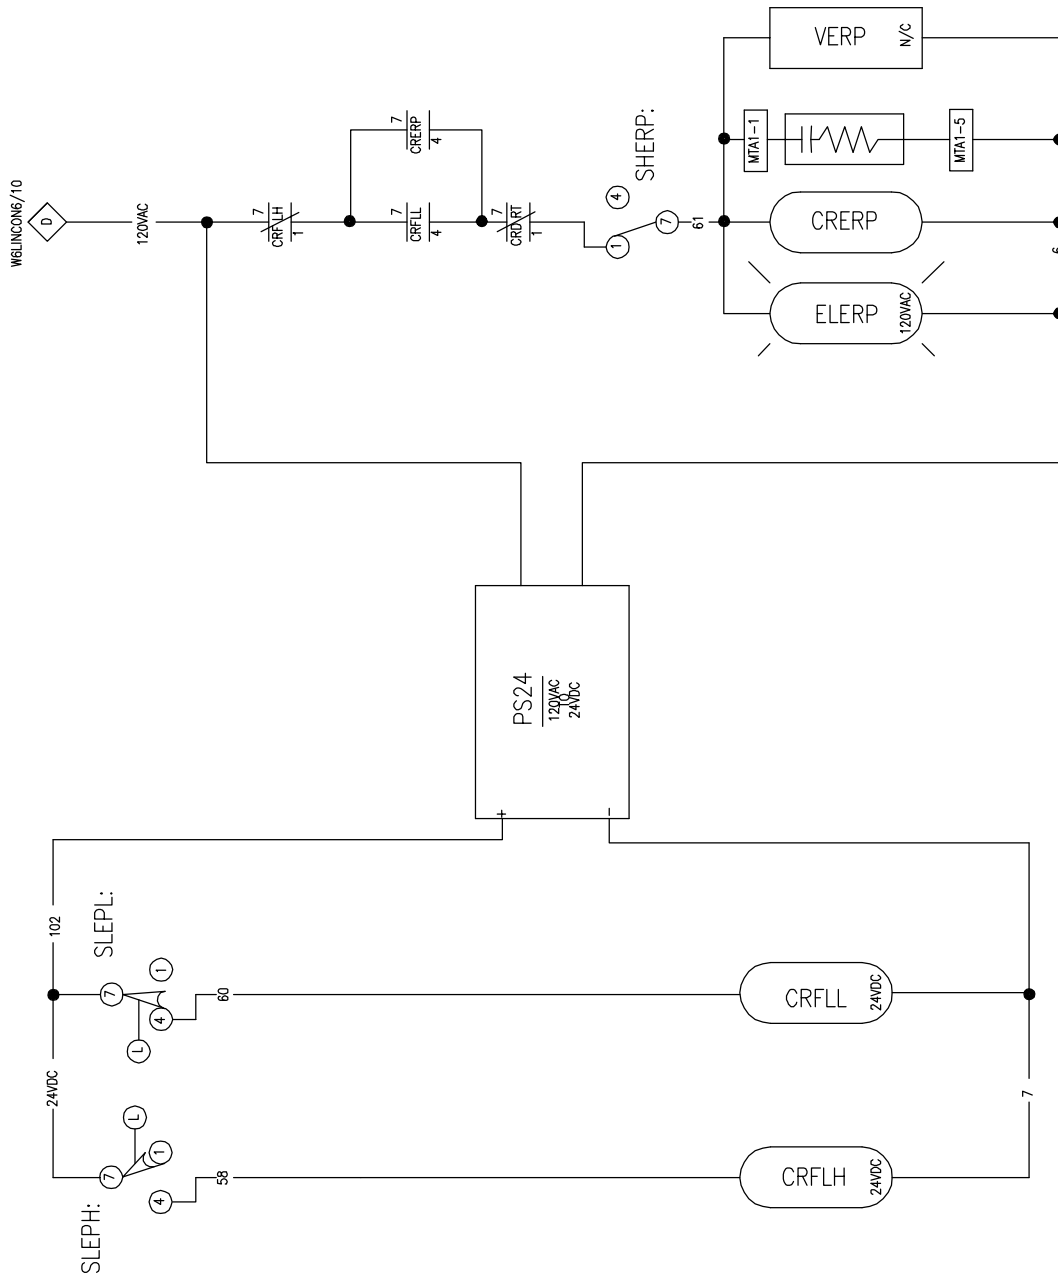 W6LINCON6/10
D
120VAC
7
CRFLH
1
7
CRERP
4
7
CRFLL
4
7
1
SHERP:
1
4
7
61
VERP
N/C
MTA1-1
MTA1-5
CRERP
6
ELERP
120VAC
PS24
120VAC
TO
24VDC
+
-
102
24VDC
SLEPL:
7
1
4
L
60
CRFLL
24VDC
SLEPH:
7
1
4
L
58
CRFLH
24VDC
7